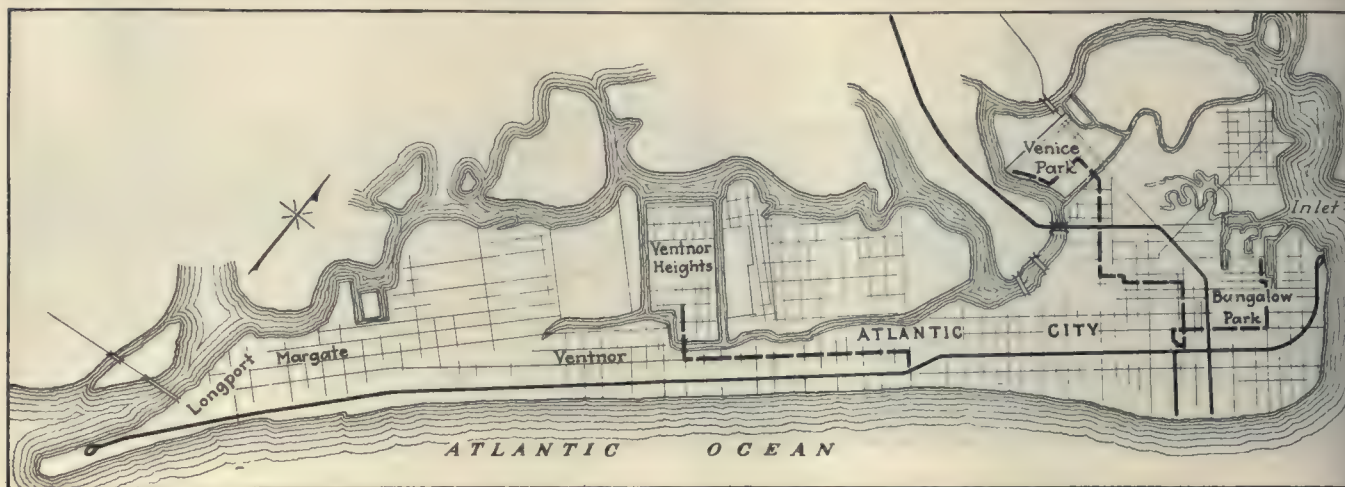 Venice
Park
Inlet
Ventnor
Heights
Bungalow
Park
ATLANTIC CITY
Margate
Ventnor
Longport
ATLANTIC OCEAN